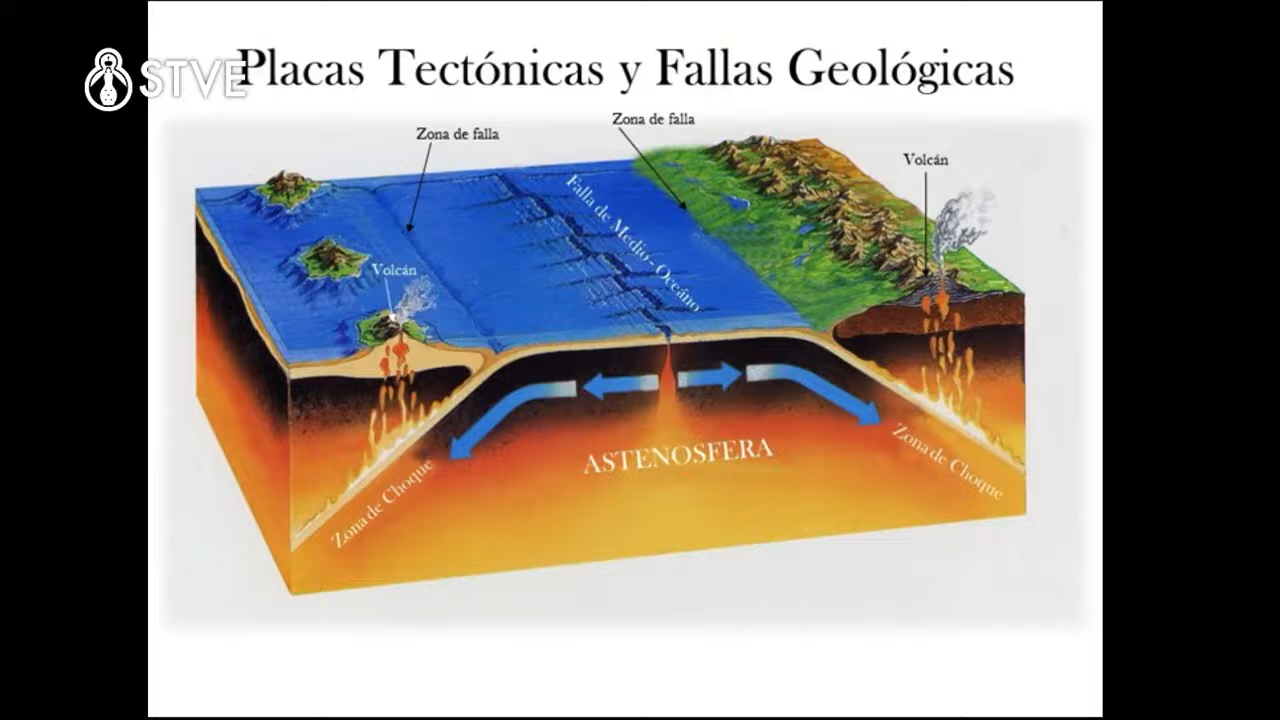 STVE
Placas Tectónicas y Fallas Geológicas
Zona de falla
Zona de falla
Volcán
Falla de Medio - Oceáno
Volcán
ASTENOSFERA
Zona de Choque
Zona de Choque